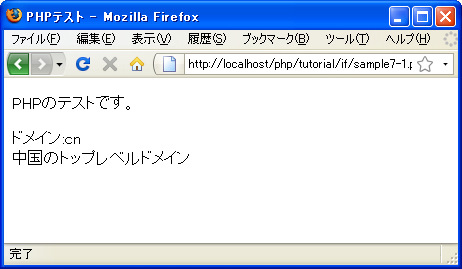 PHPテスト - Mozilla Firefox
ファイル(F) 編集(E) 表示(V) 履歴(S) ブックマーク(B) ツール(T) ヘルプ(H)
http://localhost/php/tutorial/if/sample7-1.p
PHPのテストです。
ドメイン:cn
中国のトップレベルドメイン
完了